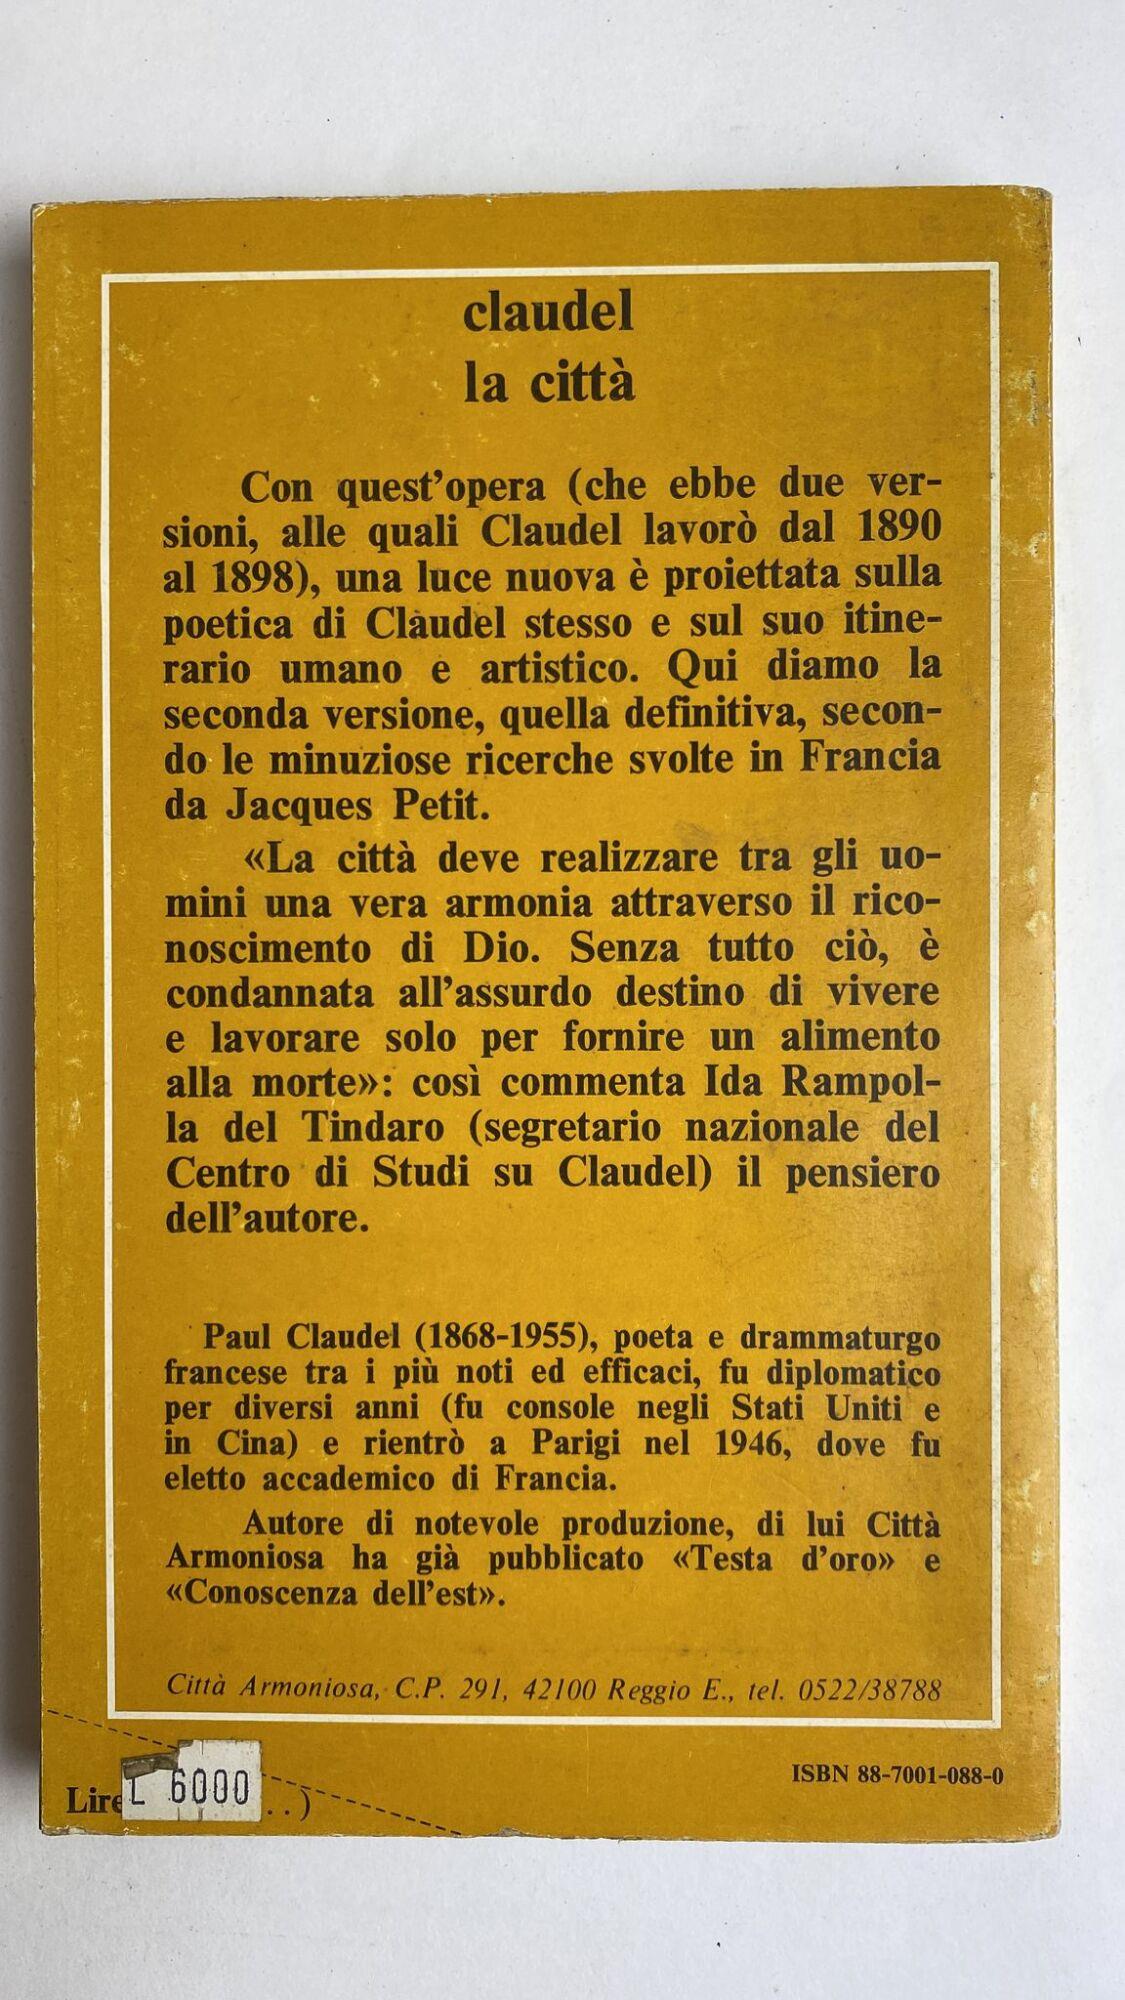 claudel
la città
Con quest'opera (che ebbe due ver-
sioni, alle quali Claudel lavorò dal 1890
al 1898), una luce nuova è proiettata sulla
poetica di Claudel stesso e sul suo itine-
rario umano e artistico. Qui diamo la
seconda versione, quella definitiva, secon-
do le minuziose ricerche svolte in Francia
da Jacques Petit.
«La città deve realizzare tra gli uo-
mini una vera armonia attraverso il rico-
noscimento di Dio. Senza tutto ciò, è
condannata all'assurdo destino di vivere
e lavorare solo per fornire un alimento
alla morte»: così commenta Ida Rampol-
la del Tindaro (segretario nazionale del
Centro di Studi su Claudel) il pensiero
dell'autore.
Paul Claudel (1868-1955), poeta e drammaturgo
francese tra i più noti ed efficaci, fu diplomatico
per diversi anni (fu console negli Stati Uniti e
in Cina) e rientrò a Parigi nel 1946, dove fu
eletto accademico di Francia.
Autore di notevole produzione, di lui Città
Armoniosa ha già pubblicato «Testa d'oro» e
«Conoscenza dell'est».
Città Armoniosa, C.P. 291, 42100 Reggio E., tel. 0522/38788
ISBN 88-7001-088-0
Lire L 6000 . . )